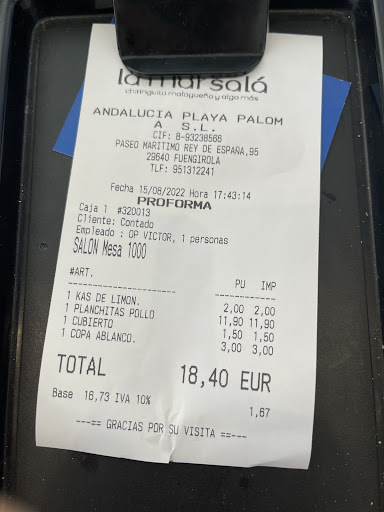 la mar salá
chiringuito malagueño y algo más
ANDALUCIA PLAYA PALOM
A S.L.
CIF: B-93238566
PASEO MARITIMO REY DE ESPAÑA,95
29640 FUENGIROLA
TLF: 951312241
Fecha 15/08/2022 Hora 17:43:14
PROFORMA
Caja 1 #320013
Cliente: Contado
Empleado : OP VICTOR, 1 personas
SALON Mesa 1000
#ART. PU IMP
1 KAS DE LIMON. 2,00 2,00
1 PLANCHITAS POLLO 11,90 11,90
1 CUBIERTO 1,50 1,50
1 COPA ABLANCO. 3,00 3,00
TOTAL 18,40 EUR
Base 16,73 IVA 10% 1,67
---== GRACIAS POR SU VISITA ==---